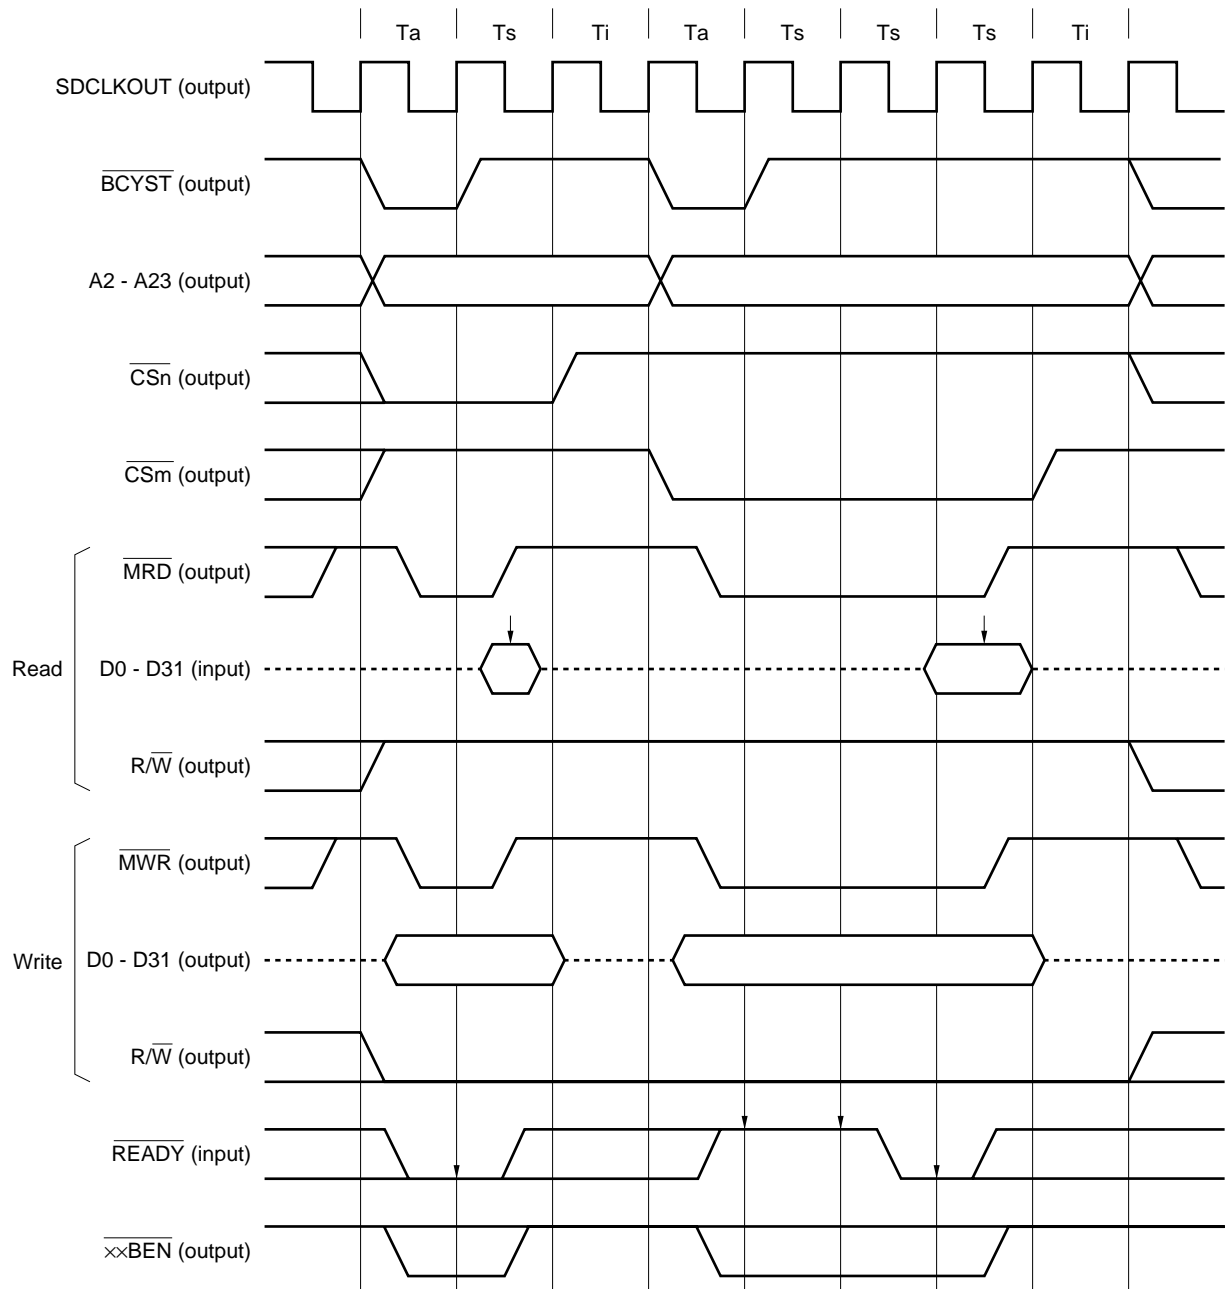 Ta Ts Ti Ta Ts Ts Ts Ti
SDCLKOUT (output)
BCYST (output)
A2 - A23 (output)
CSn (output)
CSm (output)
MRD (output)
Read D0 - D31 (input)
R/W (output)
MWR (output)
Write D0 - D31 (output)
R/W (output)
READY (input)
××BEN (output)